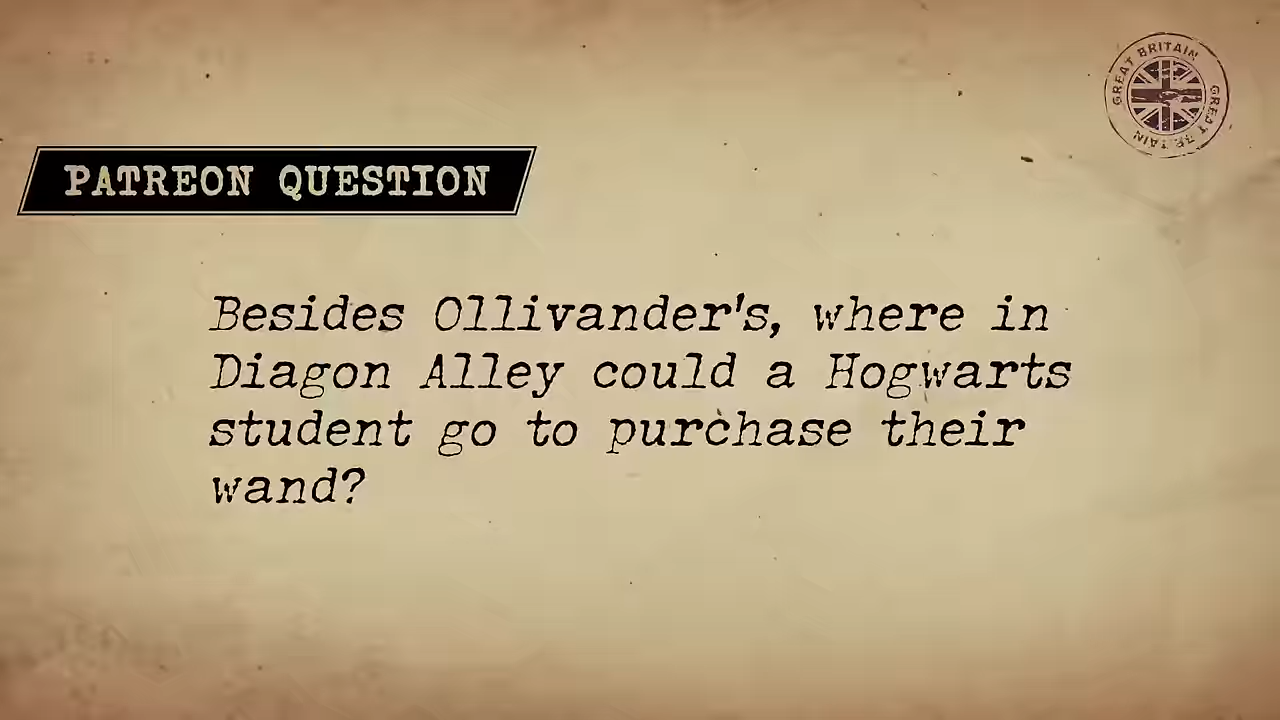 GREAT BRITAIN
GREAT BRITAIN
PATREON QUESTION
Besides Ollivander's, where in
Diagon Alley could a Hogwarts
student go to purchase their
wand?